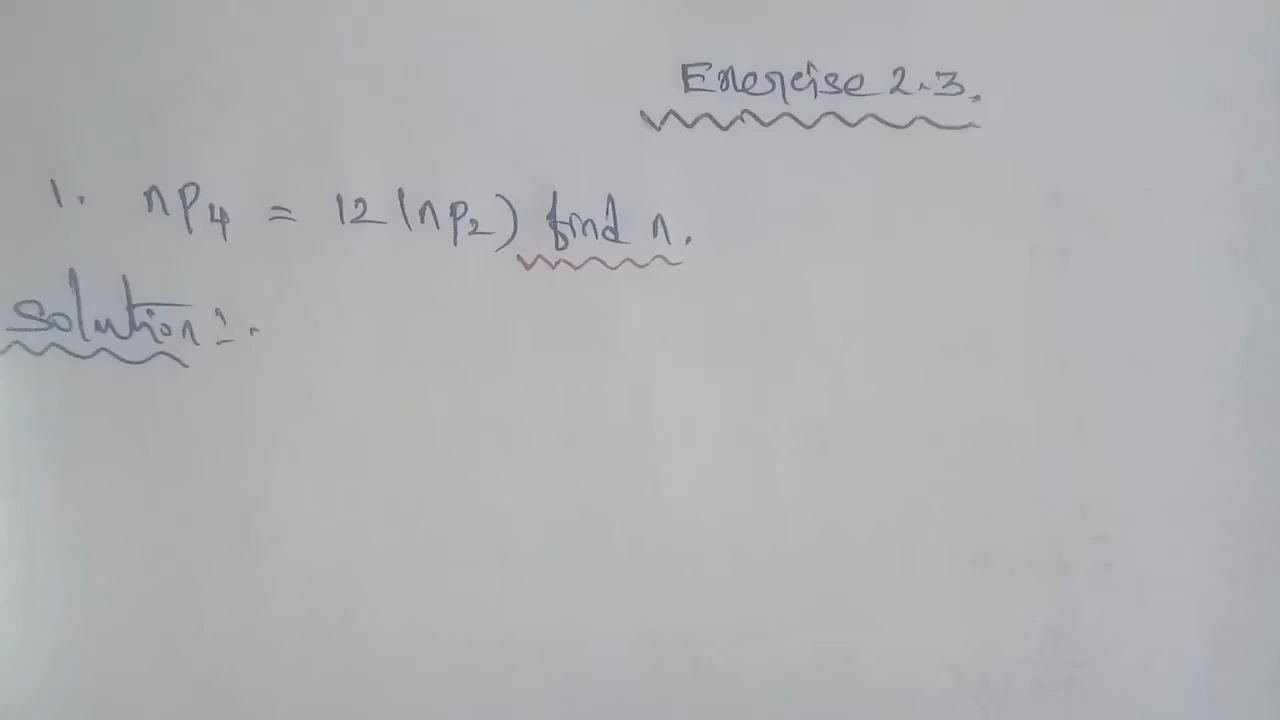 Exercise 2.3.
1. nP₄ = 12 (nP₂) find n.
Solution:-